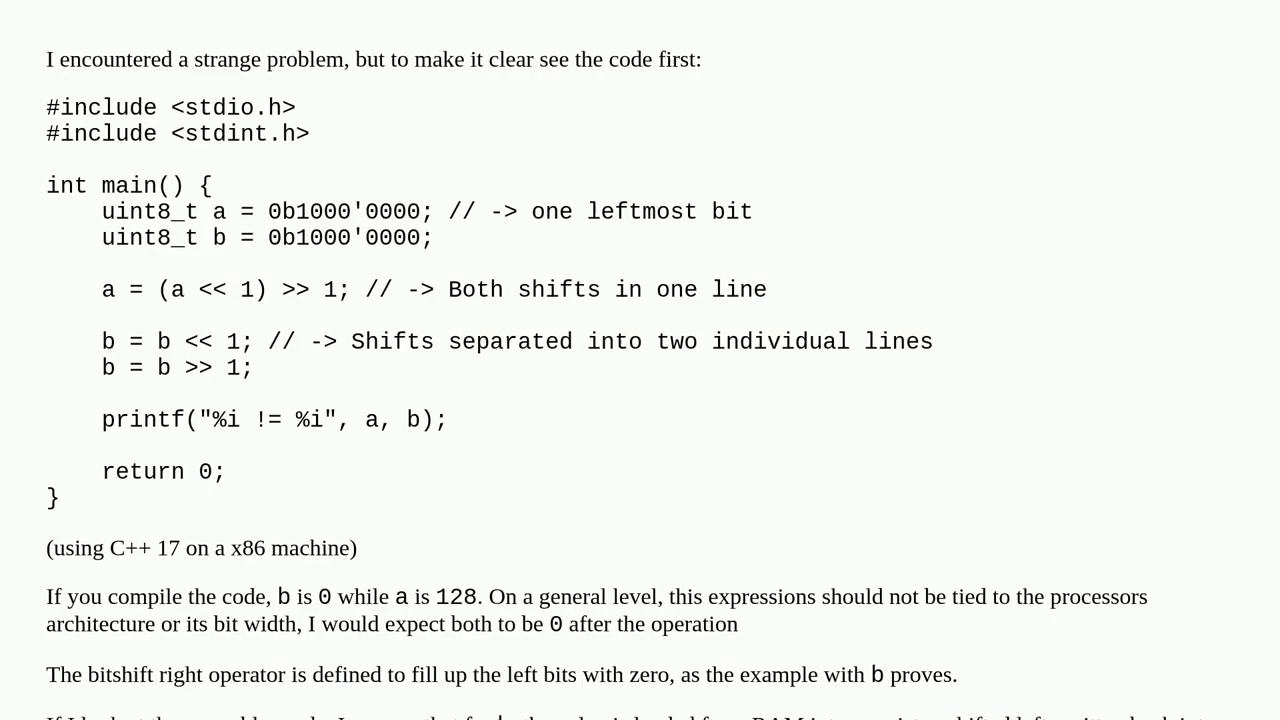 I encountered a strange problem, but to make it clear see the code first:
#include <stdio.h>
#include <stdint.h>
int main() {
    uint8_t a = 0b1000'0000; // -> one leftmost bit
    uint8_t b = 0b1000'0000;
    a = (a << 1) >> 1; // -> Both shifts in one line
    b = b << 1; // -> Shifts separated into two individual lines
    b = b >> 1;
    printf("%i != %i", a, b);
    return 0;
}
(using C++ 17 on a x86 machine)
If you compile the code, b is 0 while a is 128. On a general level, this expressions should not be tied to the processors
architecture or its bit width, I would expect both to be 0 after the operation
The bitshift right operator is defined to fill up the left bits with zero, as the example with b proves.